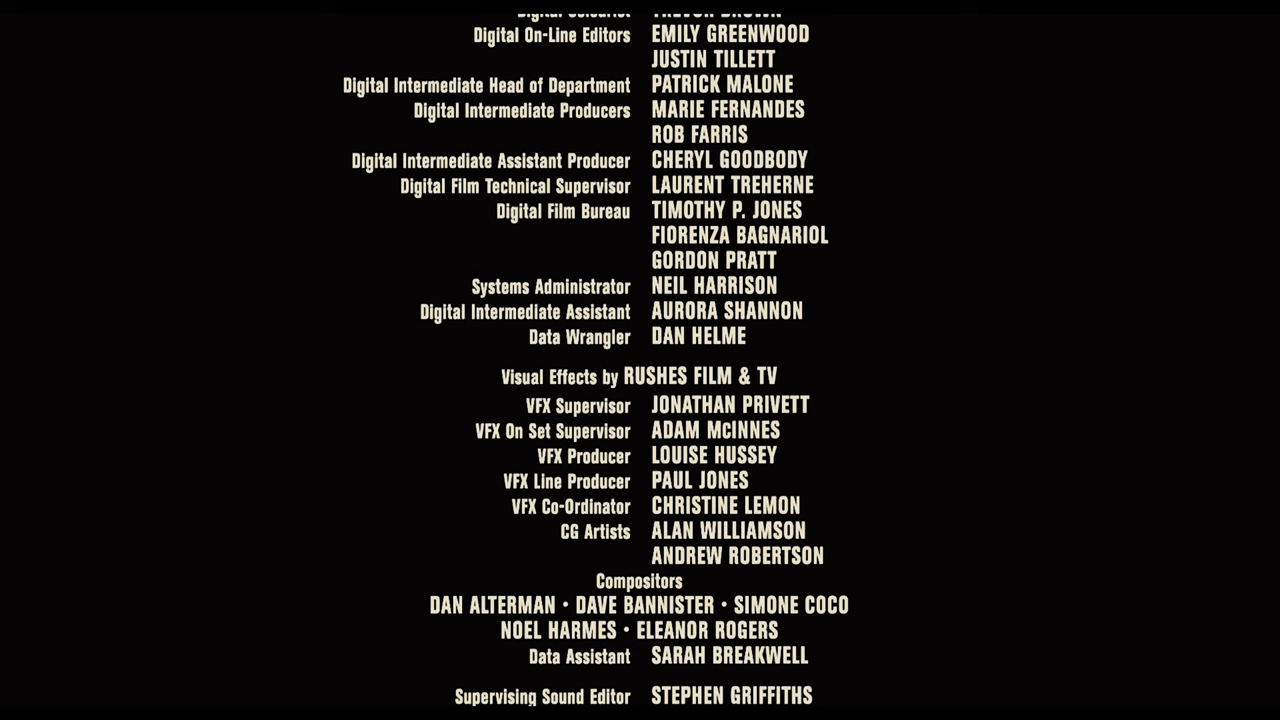 Digital Colourist TREVOR BROWN
Digital On-Line Editors EMILY GREENWOOD
JUSTIN TILLETT
Digital Intermediate Head of Department PATRICK MALONE
Digital Intermediate Producers MARIE FERNANDES
ROB FARRIS
Digital Intermediate Assistant Producer CHERYL GOODBODY
Digital Film Technical Supervisor LAURENT TREHERNE
Digital Film Bureau TIMOTHY P. JONES
FIORENZA BAGNARIOL
GORDON PRATT
Systems Administrator NEIL HARRISON
Digital Intermediate Assistant AURORA SHANNON
Data Wrangler DAN HELME
Visual Effects by RUSHES FILM & TV
VFX Supervisor JONATHAN PRIVETT
VFX On Set Supervisor ADAM McINNES
VFX Producer LOUISE HUSSEY
VFX Line Producer PAUL JONES
VFX Co-Ordinator CHRISTINE LEMON
CG Artists ALAN WILLIAMSON
ANDREW ROBERTSON
Compositors
DAN ALTERMAN • DAVE BANNISTER • SIMONE COCO
NOEL HARMES • ELEANOR ROGERS
Data Assistant SARAH BREAKWELL
Supervising Sound Editor STEPHEN GRIFFITHS